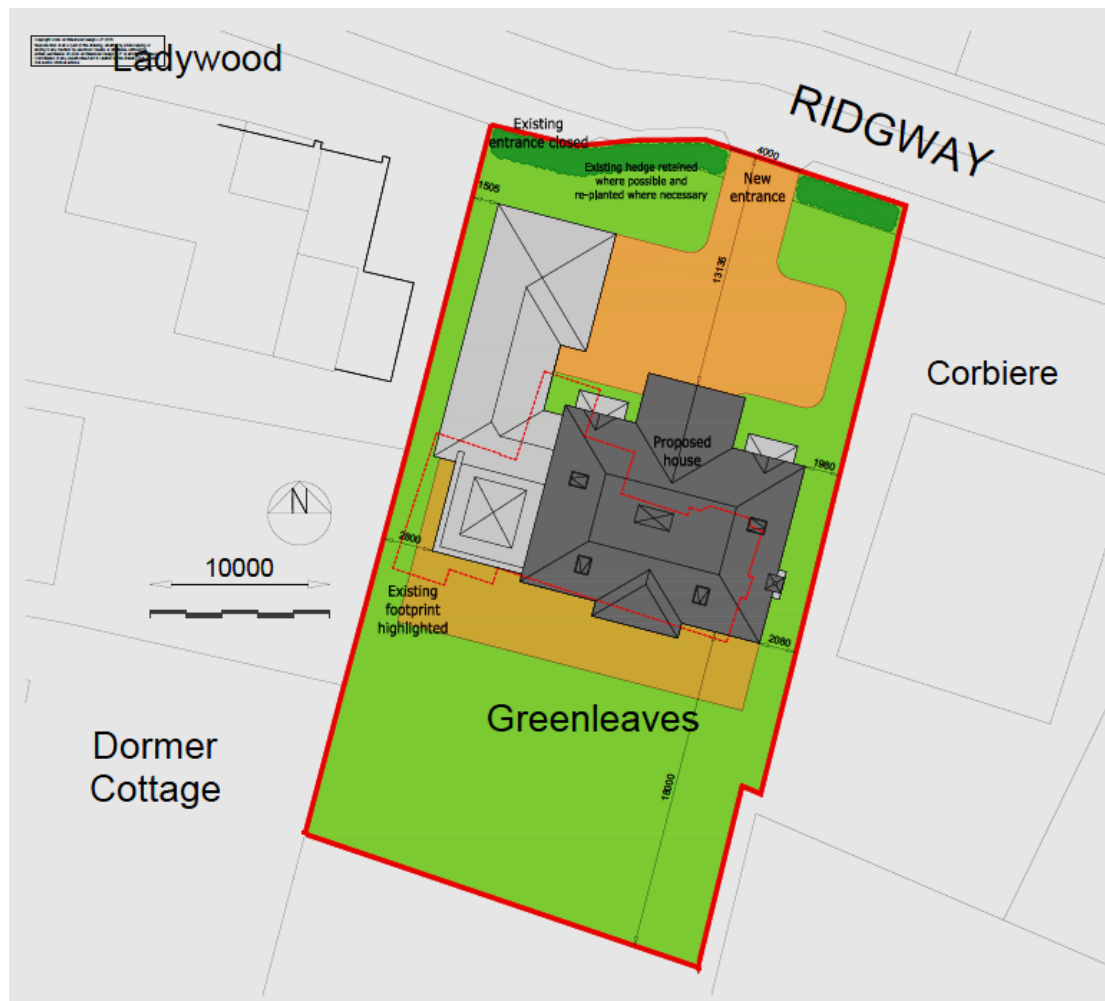 Ladywood
RIDGWAY
Existing
entrance closed
4000
Existing hedge retained
where possible and
re-planted where necessary
New
entrance
1505
13135
Corbiere
Proposed
house
1980
N
10000
2800
Existing
footprint
highlighted
2080
Greenleaves
Dormer
Cottage
18000